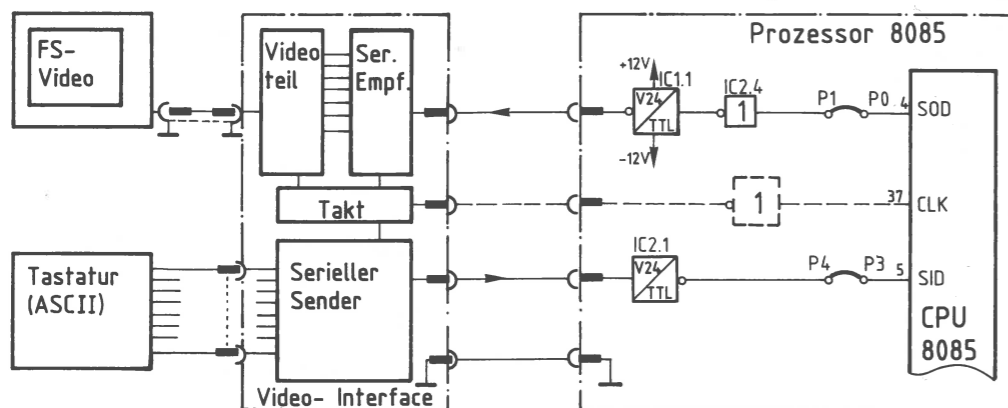 FS-
Video
Video
teil
Ser.
Empf.
Takt
Tastatur
(ASCII)
Serieller
Sender
Video- Interface
Prozessor 8085
+12V
IC1.1
V24
TTL
-12V
IC2.4
1
P1
P0
4
SOD
1
37
CLK
IC2.1
V24
TTL
P4
P3
5
SID
CPU
8085